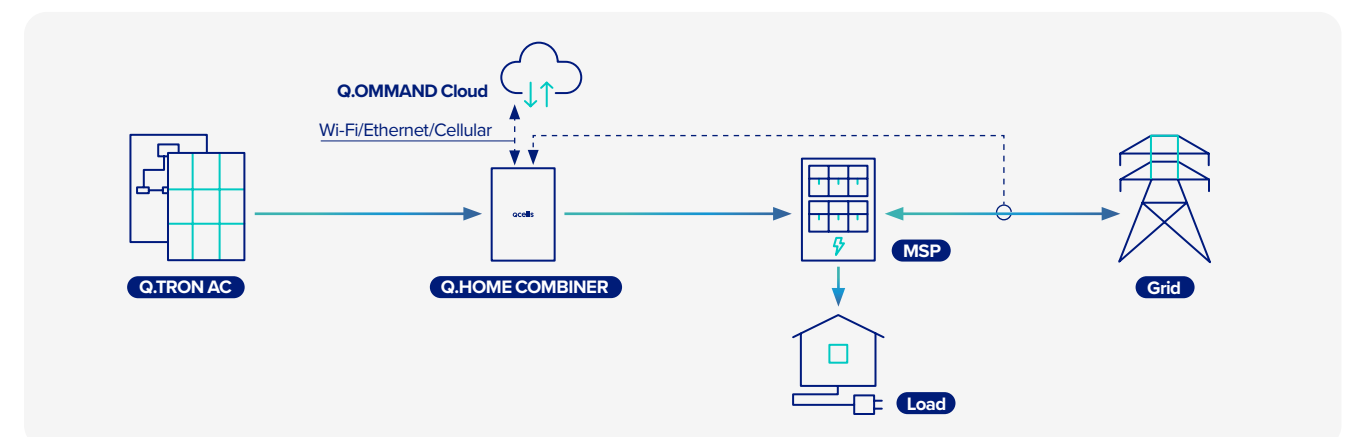 Q.OMMAND Cloud
Wi-Fi/Ethernet/Cellular
qcells
MSP
Q.TRON AC
Q.HOME COMBINER
Grid
Load